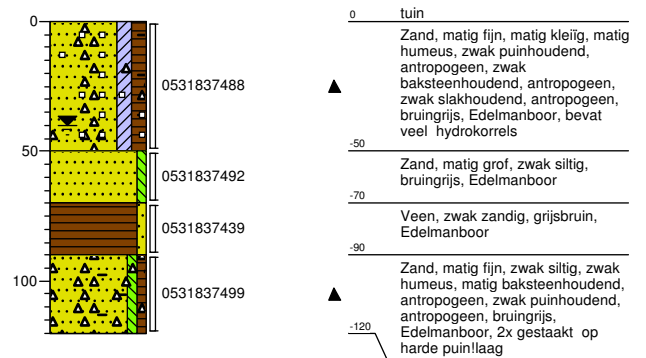 0
50
100
0531837488
0531837492
0531837439
0531837499
0 tuin
Zand, matig fijn, matig kleiïg, matig
humeus, zwak puinhoudend,
antropogeen, zwak
baksteenhoudend, antropogeen,
zwak slakhoudend, antropogeen,
bruingrijs, Edelmanboor, bevat
veel hydrokorrels
-50
Zand, matig grof, zwak siltig,
bruingrijs, Edelmanboor
-70
Veen, zwak zandig, grijsbruin,
Edelmanboor
-90
Zand, matig fijn, zwak siltig, zwak
humeus, matig baksteenhoudend,
antropogeen, zwak puinhoudend,
antropogeen, bruingrijs,
Edelmanboor, 2x gestaakt op
harde puin!laag
-120